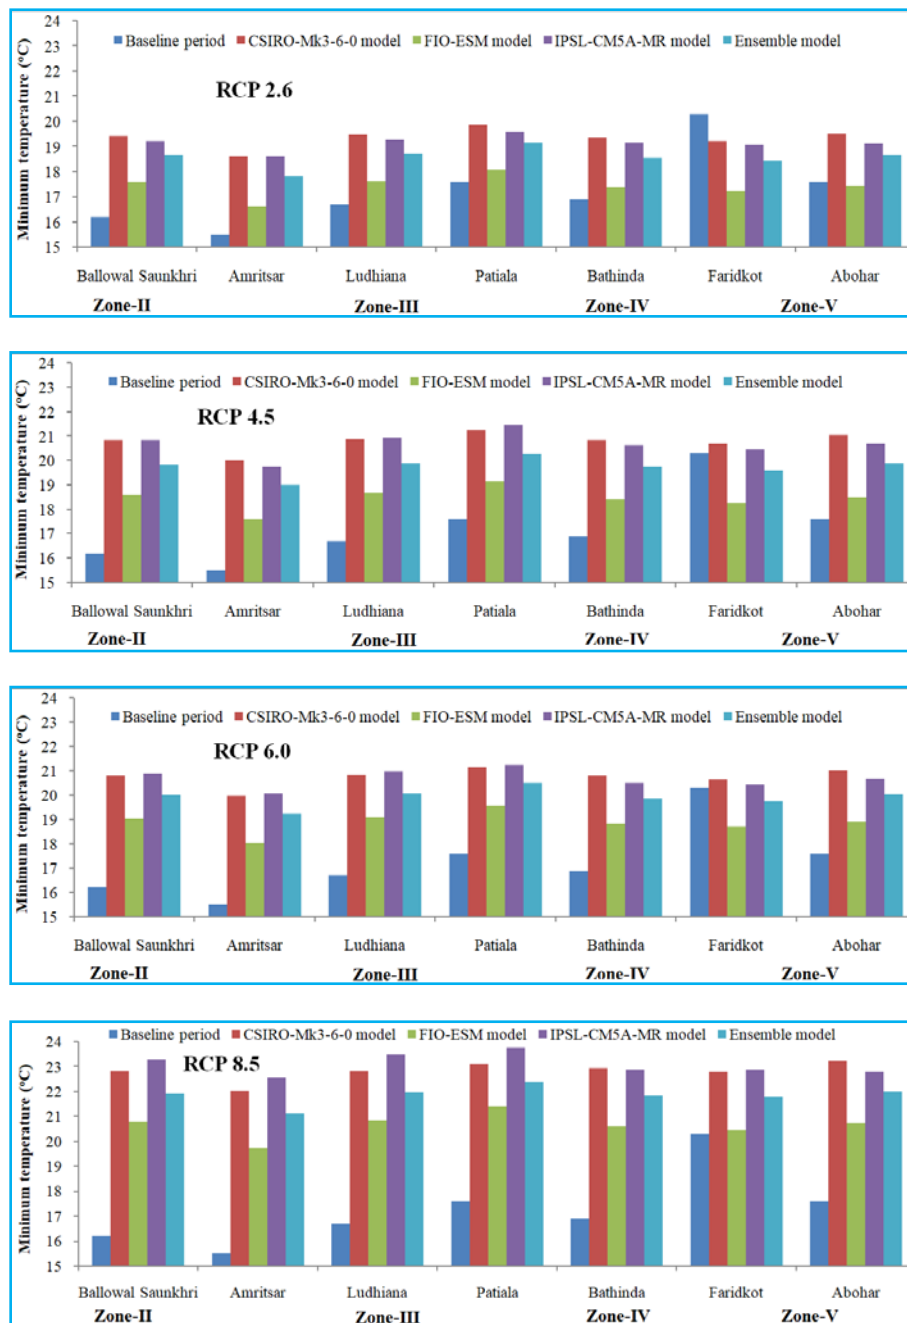 24
Baseline period CSIRO-Mk3-6-0 model FIO-ESM model IPSL-CM5A-MR model Ensemble model
23
22
RCP 2.6
21
20
19
18
17
16
15
Minimum temperature (°C)
Ballowal Saunkhri Amritsar Ludhiana Patiala Bathinda Faridkot Abohar
Zone-II Zone-III Zone-IV Zone-V
24
Baseline period CSIRO-Mk3-6-0 model FIO-ESM model IPSL-CM5A-MR model Ensemble model
23
22
RCP 4.5
21
20
19
18
17
16
15
Minimum temperature (°C)
Ballowal Saunkhri Amritsar Ludhiana Patiala Bathinda Faridkot Abohar
Zone-II Zone-III Zone-IV Zone-V
24
Baseline period CSIRO-Mk3-6-0 model FIO-ESM model IPSL-CM5A-MR model Ensemble model
23
22
RCP 6.0
21
20
19
18
17
16
15
Minimum temperature (°C)
Ballowal Saunkhri Amritsar Ludhiana Patiala Bathinda Faridkot Abohar
Zone-II Zone-III Zone-IV Zone-V
Baseline period CSIRO-Mk3-6-0 model FIO-ESM model IPSL-CM5A-MR model Ensemble model
24
RCP 8.5
23
22
21
20
19
18
17
16
15
Minimum temperature (°C)
Ballowal Saunkhri Amritsar Ludhiana Patiala Bathinda Faridkot Abohar
Zone-II Zone-III Zone-IV Zone-V